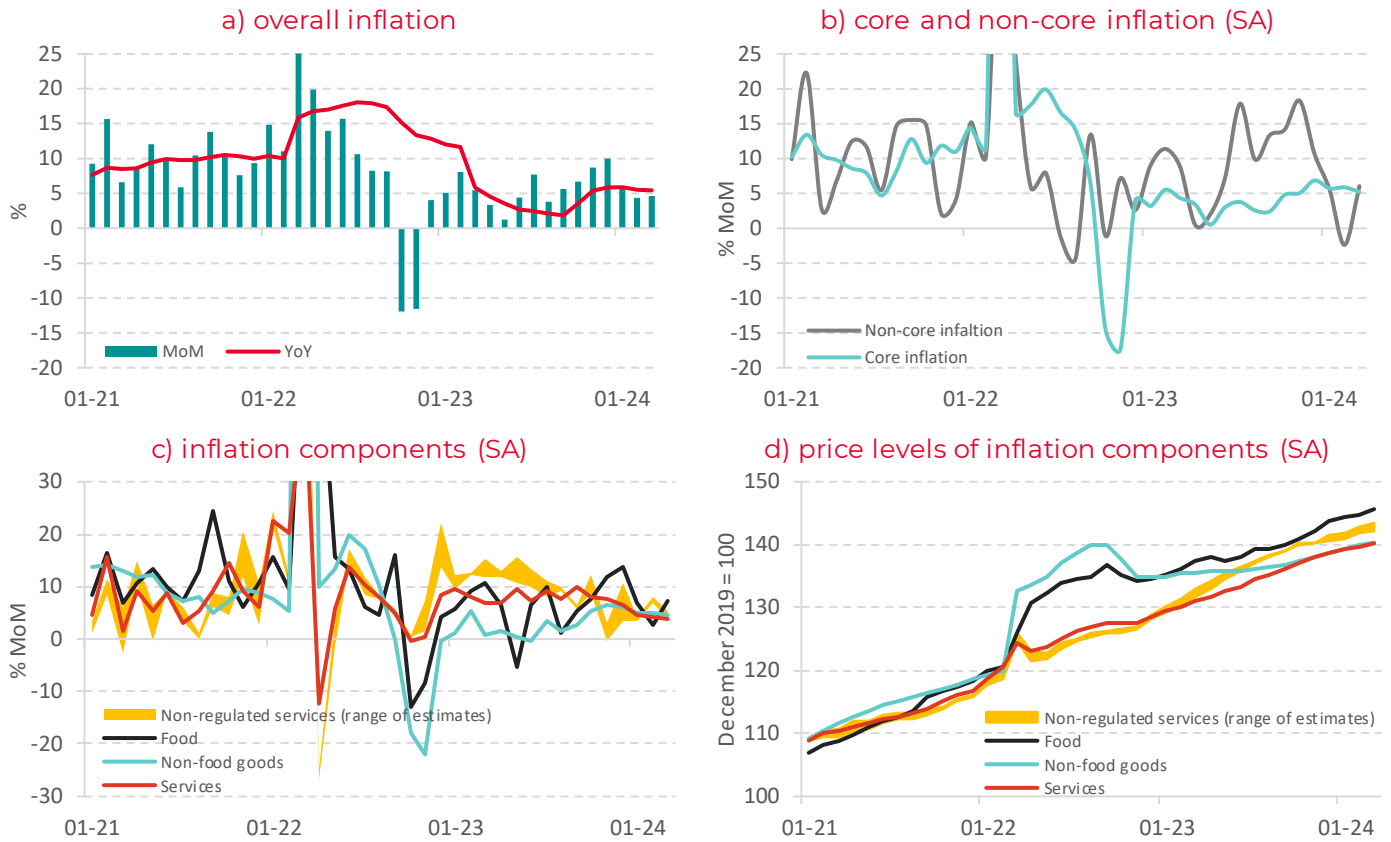 a) overall inflation
25
20
15
10
5
0
-5
-10
-15
-20
%
MoM
YoY
01-21
01-22
01-23
01-24
b) core and non-core inflation (SA)
25
20
15
10
5
0
-5
-10
-15
-20
% MoM
Non-core infaltion
Core inflation
01-21
01-22
01-23
01-24
c) inflation components (SA)
30
20
10
0
-10
-20
-30
% MoM
Non-regulated services (range of estimates)
Food
Non-food goods
Services
01-21
01-22
01-23
01-24
d) price levels of inflation components (SA)
150
140
130
120
110
100
December 2019 = 100
Non-regulated services (range of estimates)
Food
Non-food goods
Services
01-21
01-22
01-23
01-24